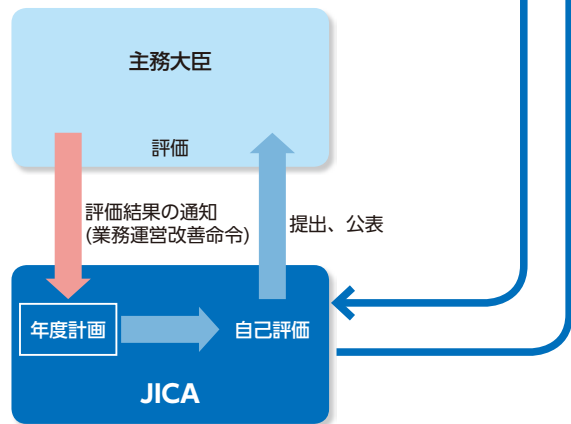 主務大臣
評価
評価結果の通知
(業務運営改善命令)
提出、公表
年度計画
自己評価
JICA